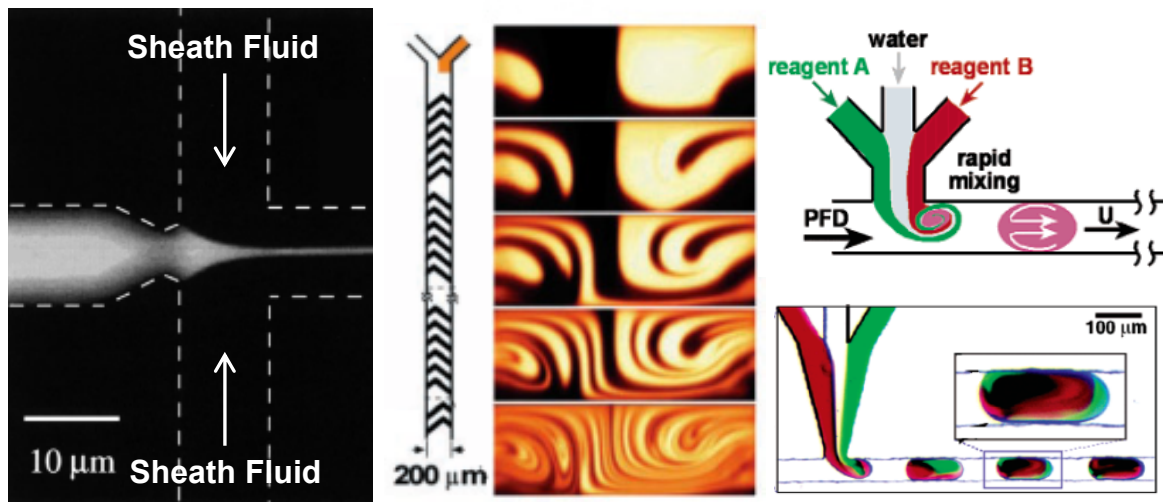 Sheath Fluid
10 μm
Sheath Fluid
200 μm
water
reagent A
reagent B
rapid
mixing
PFD
U
100 μm